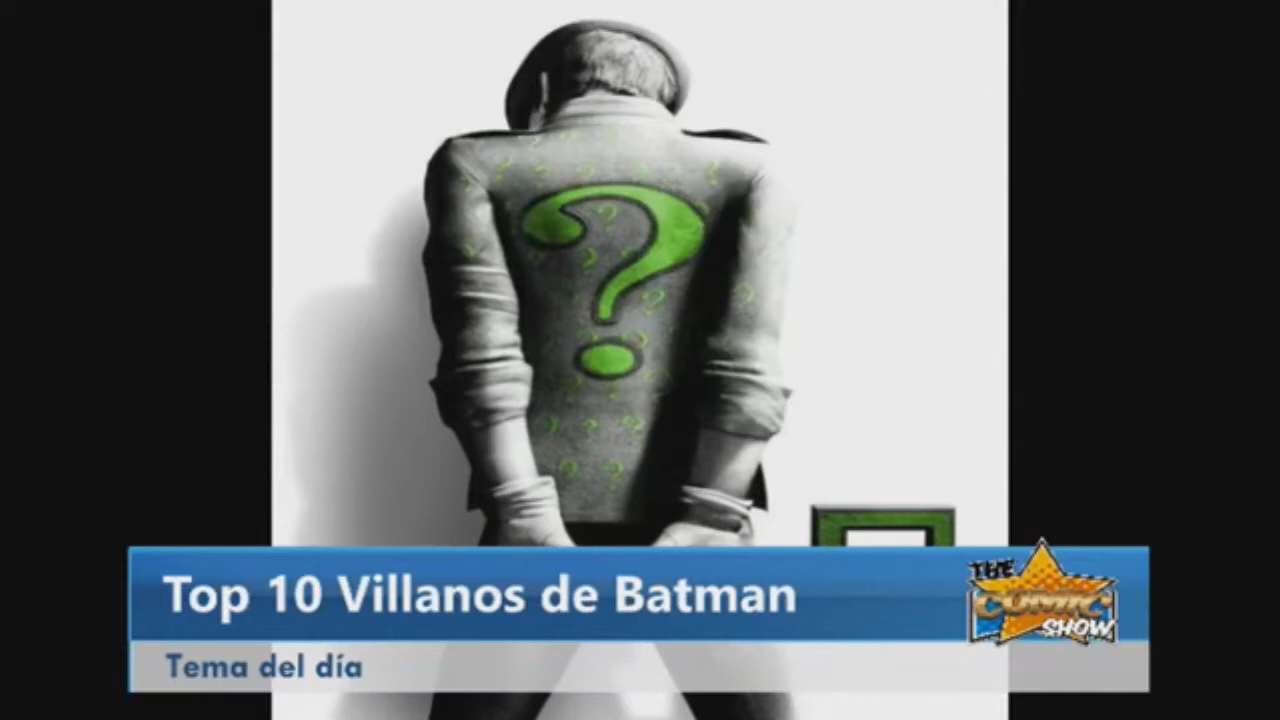 ?
Top 10 Villanos de Batman
THE
COMIC
SHOW
Tema del día